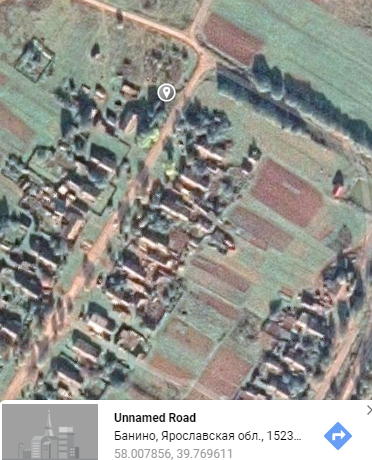 Unnamed Road
Банино, Ярославская обл., 1523...
58.007856, 39.769611